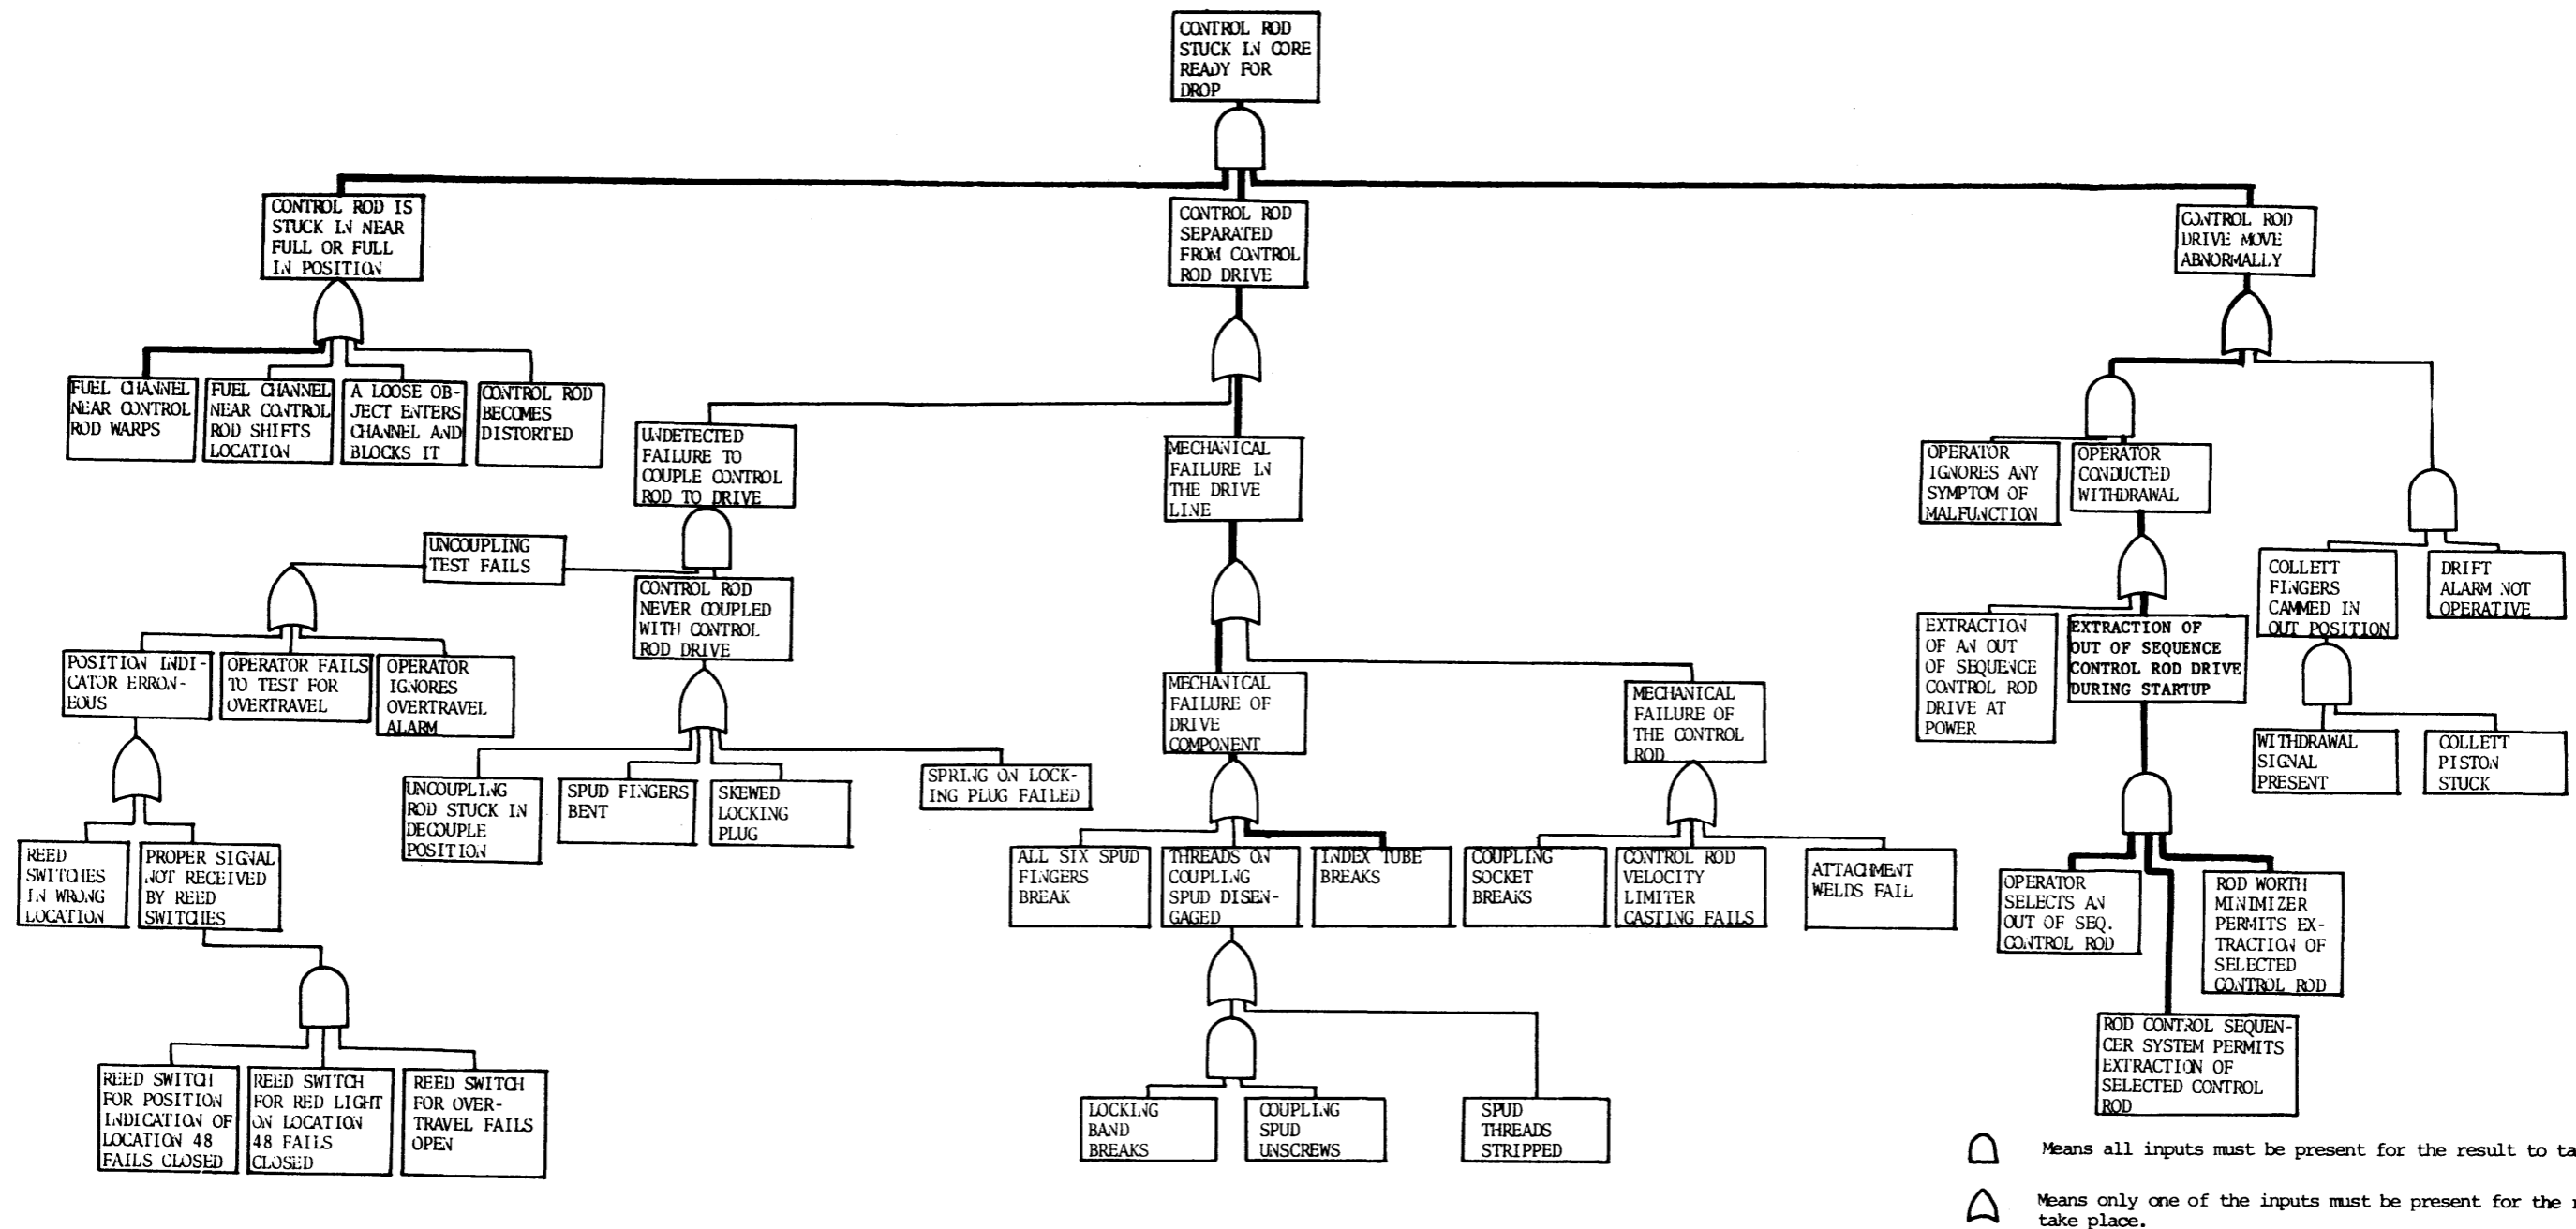 CONTROL ROD
STUCK IN CORE
READY FOR
DROP
CONTROL ROD IS
STUCK IN NEAR
FULL OR FULL
IN POSITION
CONTROL ROD
SEPARATED
FROM CONTROL
ROD DRIVE
CONTROL ROD
DRIVE MOVE
ABNORMALLY
FUEL CHANNEL
NEAR CONTROL
ROD WARPS
FUEL CHANNEL
NEAR CONTROL
ROD SHIFTS
LOCATION
A LOOSE OB-
JECT ENTERS
CHANNEL AND
BLOCKS IT
CONTROL ROD
BECOMES
DISTORTED
UNDETECTED
FAILURE TO
COUPLE CONTROL
ROD TO DRIVE
MECHANICAL
FAILURE IN
THE DRIVE
LINE
OPERATOR
IGNORES ANY
SYMPTOM OF
MALFUNCTION
OPERATOR
CONDUCTED
WITHDRAWAL
UNCOUPLING
TEST FAILS
CONTROL ROD
NEVER COUPLED
WITH CONTROL
ROD DRIVE
COLLETT
FINGERS
CAMMED IN
OUT POSITION
DRIFT
ALARM NOT
OPERATIVE
POSITION INDI-
CATOR ERRON-
EOUS
OPERATOR FAILS
TO TEST FOR
OVERTRAVEL
OPERATOR
IGNORES
OVERTRAVEL
ALARM
EXTRACTION
OF AN OUT
OF SEQUENCE
CONTROL ROD
DRIVE AT
POWER
EXTRACTION OF
OUT OF SEQUENCE
CONTROL ROD DRIVE
DURING STARTUP
MECHANICAL
FAILURE OF
DRIVE
COMPONENT
MECHANICAL
FAILURE OF
THE CONTROL
ROD
WITHDRAWAL
SIGNAL
PRESENT
COLLETT
PISTON
STUCK
UNCOUPLING
ROD STUCK IN
DECOUPLE
POSITION
SPUD FINGERS
BENT
SKEWED
LOCKING
PLUG
SPRING ON LOCK-
ING PLUG FAILED
REED
SWITCHES
IN WRONG
LOCATION
PROPER SIGNAL
NOT RECEIVED
BY REED
SWITCHES
ALL SIX SPUD
FINGERS
BREAK
THREADS ON
COUPLING
SPUD DISEN-
GAGED
INDEX TUBE
BREAKS
COUPLING
SOCKET
BREAKS
CONTROL ROD
VELOCITY
LIMITER
CASTING FAILS
ATTACHMENT
WELDS FAIL
OPERATOR
SELECTS AN
OUT OF SEQ.
CONTROL ROD
ROD WORTH
MINIMIZER
PERMITS EX-
TRACTION OF
SELECTED
CONTROL ROD
ROD CONTROL SEQUEN-
CER SYSTEM PERMITS
EXTRACTION OF
SELECTED CONTROL
ROD
REED SWITCH
FOR POSITION
INDICATION OF
LOCATION 48
FAILS CLOSED
REED SWITCH
FOR RED LIGHT
ON LOCATION
48 FAILS
CLOSED
REED SWITCH
FOR OVER-
TRAVEL FAILS
OPEN
LOCKING
BAND
BREAKS
COUPLING
SPUD
UNSCREWS
SPUD
THREADS
STRIPPED
Means all inputs must be present for the result to ta
Means only one of the inputs must be present for the
take place.